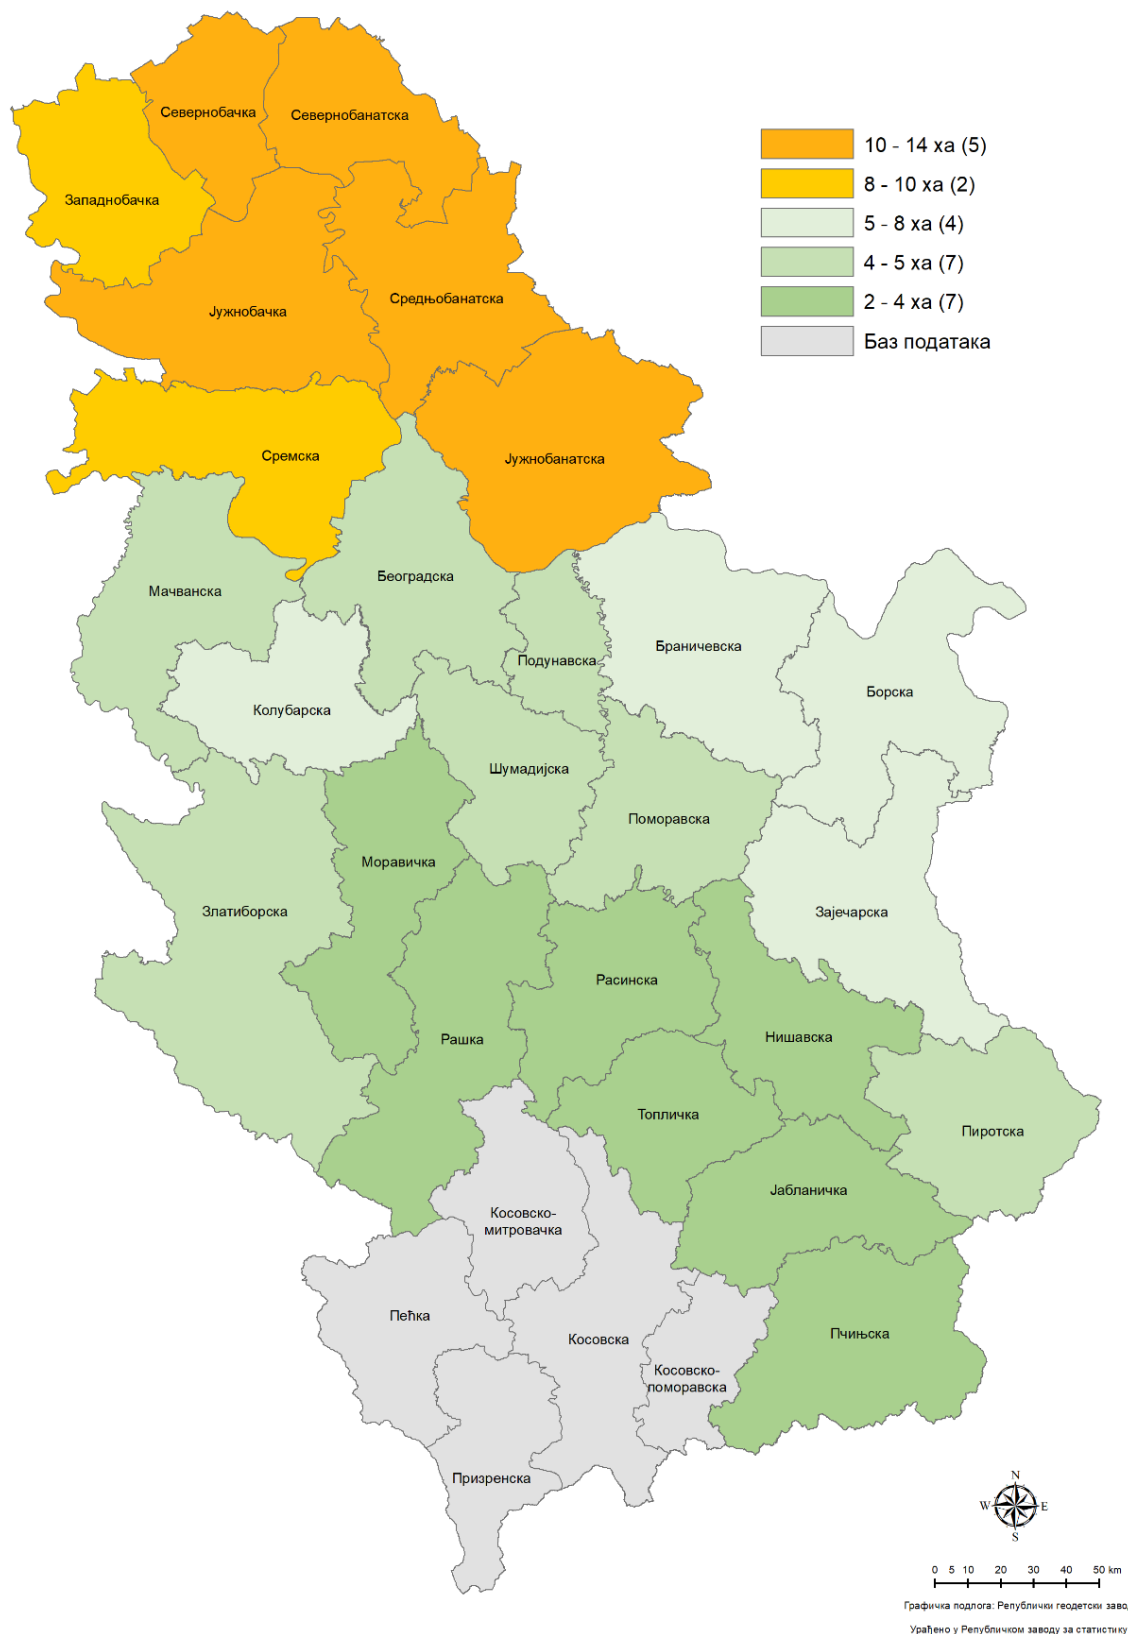 Севернобачка
Севернобанатска
Западнобачка
Јужнобачка
Средњобанатска
Сремска
Јужнобанатска
10 - 14 ха (5)
8 - 10 ха (2)
5 - 8 ха (4)
4 - 5 ха (7)
2 - 4 ха (7)
Баз података
Мачванска
Београдска
Подунавска
Браничевска
Борска
Колубарска
Шумадијска
Поморавска
Моравичка
Златиборска
Зајечарска
Расинска
Рашка
Нишавска
Топличка
Пиротска
Јабланичка
Косовско-
митровачка
Пећка
Косовска
Пчињска
Косовско-
поморавска
Призренска
N
W E
S
0 5 10 20 30 40 50 km
Графичка подлога: Републички геодетски заво
Урађено у Републичком заводу за статистику